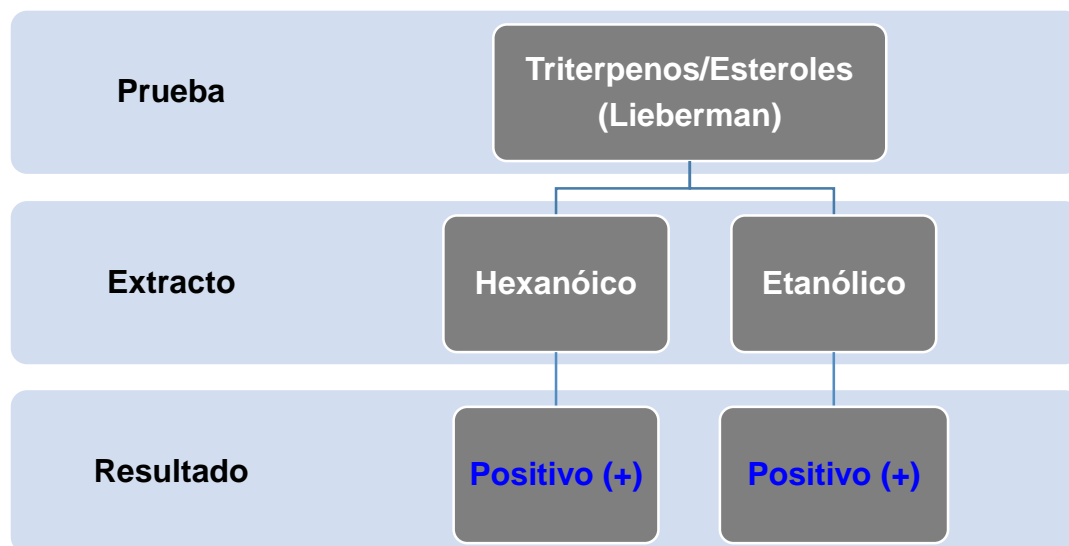 Prueba
Triterpenos/Esteroles
(Lieberman)
Extracto
Hexanóico
Etanólico
Resultado
Positivo (+)
Positivo (+)